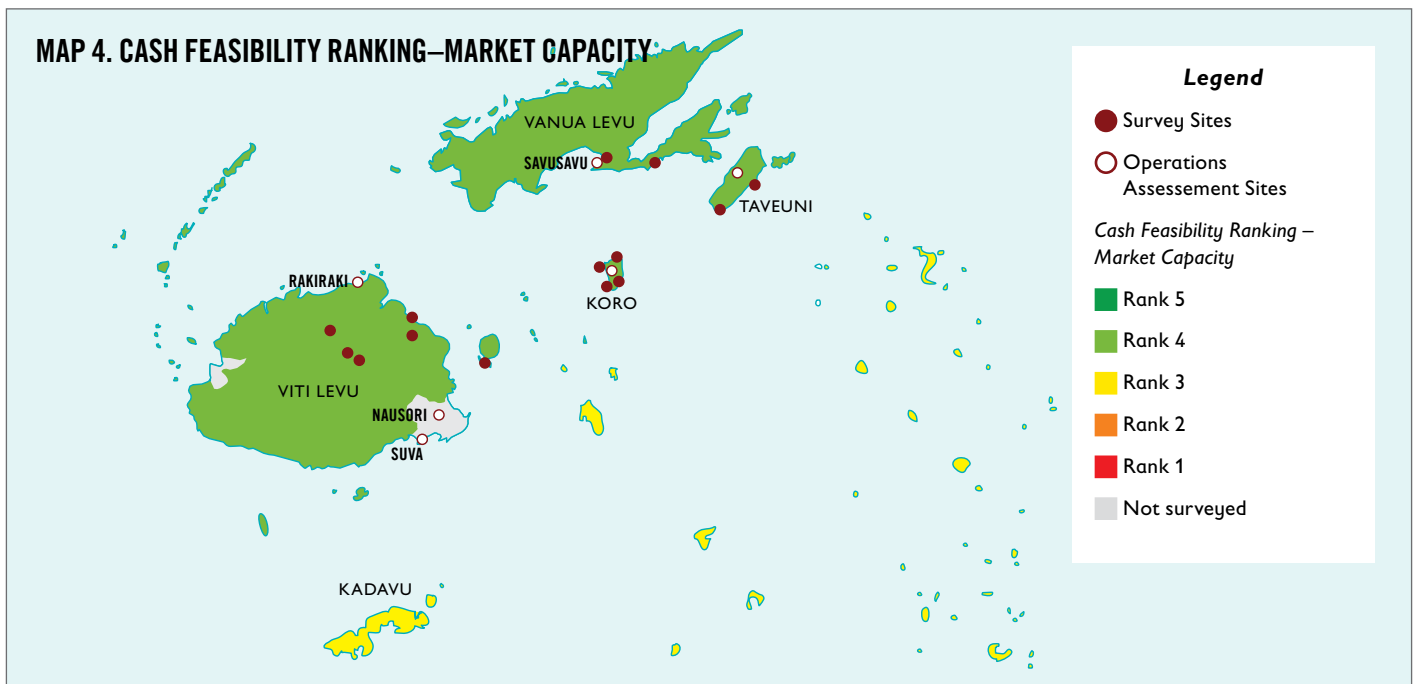 MAP 4. CASH FEASIBILITY RANKING—MARKET CAPACITY
VANUA LEVU
SAVUSAVU
TAVEUNI
KORO
RAKIRAKI
VITI LEVU
NAUSORI
SUVA
KADAVU
Legend
Survey Sites
Operations
Assessement Sites
Cash Feasibility Ranking –
Market Capacity
Rank 5
Rank 4
Rank 3
Rank 2
Rank 1
Not surveyed